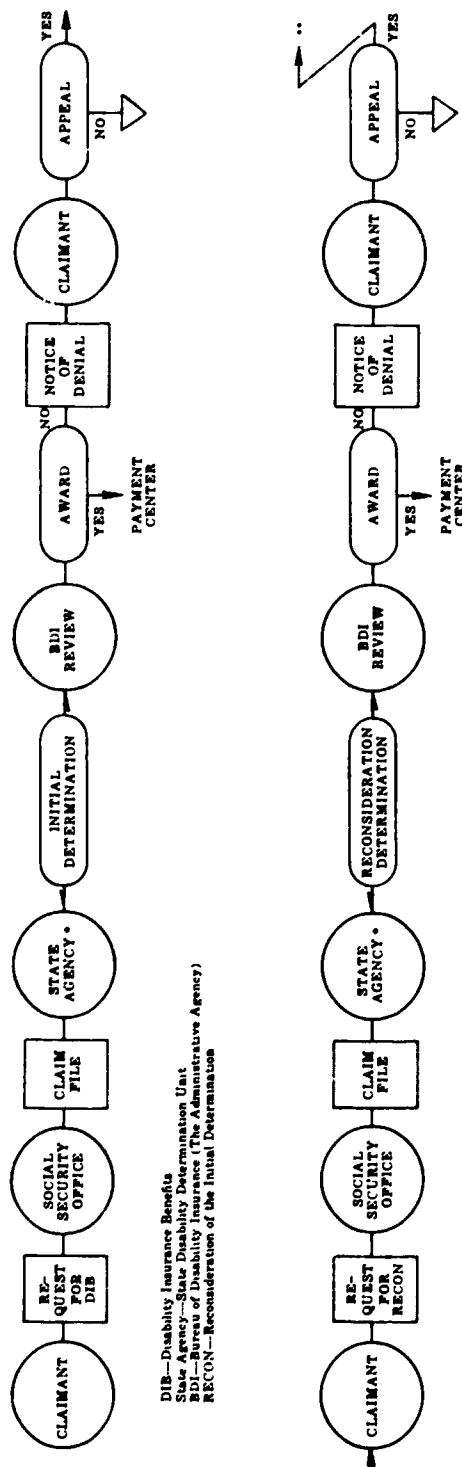 CLAIMANT
RE-
QUEST
FOR
DIB
SOCIAL
SECURITY
OFFICE
CLAIM
FILE
STATE
AGENCY*
INITIAL
DETERMINATION
BDI
REVIEW
AWARD
YES
PAYMENT
CENTER
NO
NOTICE
OF
DENIAL
CLAIMANT
APPEAL
NO
YES
DIB—Disability Insurance Benefits
State Agency—State Disability Determination Unit
BDI—Bureau of Disability Insurance (The Administrative Agency)
RECON—Reconsideration of the Initial Determination
CLAIMANT
RE-
QUEST
FOR
RECON
SOCIAL
SECURITY
OFFICE
CLAIM
FILE
STATE
AGENCY*
RECONSIDERATION
DETERMINATION
BDI
REVIEW
AWARD
YES
PAYMENT
CENTER
NO
NOTICE
OF
DENIAL
CLAIMANT
APPEAL
NO
YES
**